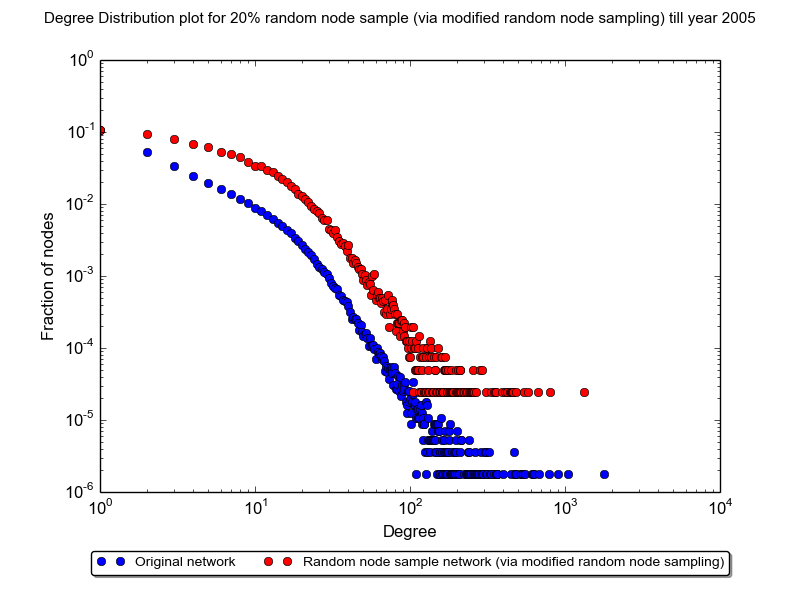 Degree Distribution plot for 20% random node sample (via modified random node sampling) till year 2005
Fraction of nodes
10^0
10^-1
10^-2
10^-3
10^-4
10^-5
10^-6
10^0 10^1 10^2 10^3 10^4
Degree
Original network Random node sample network (via modified random node sampling)